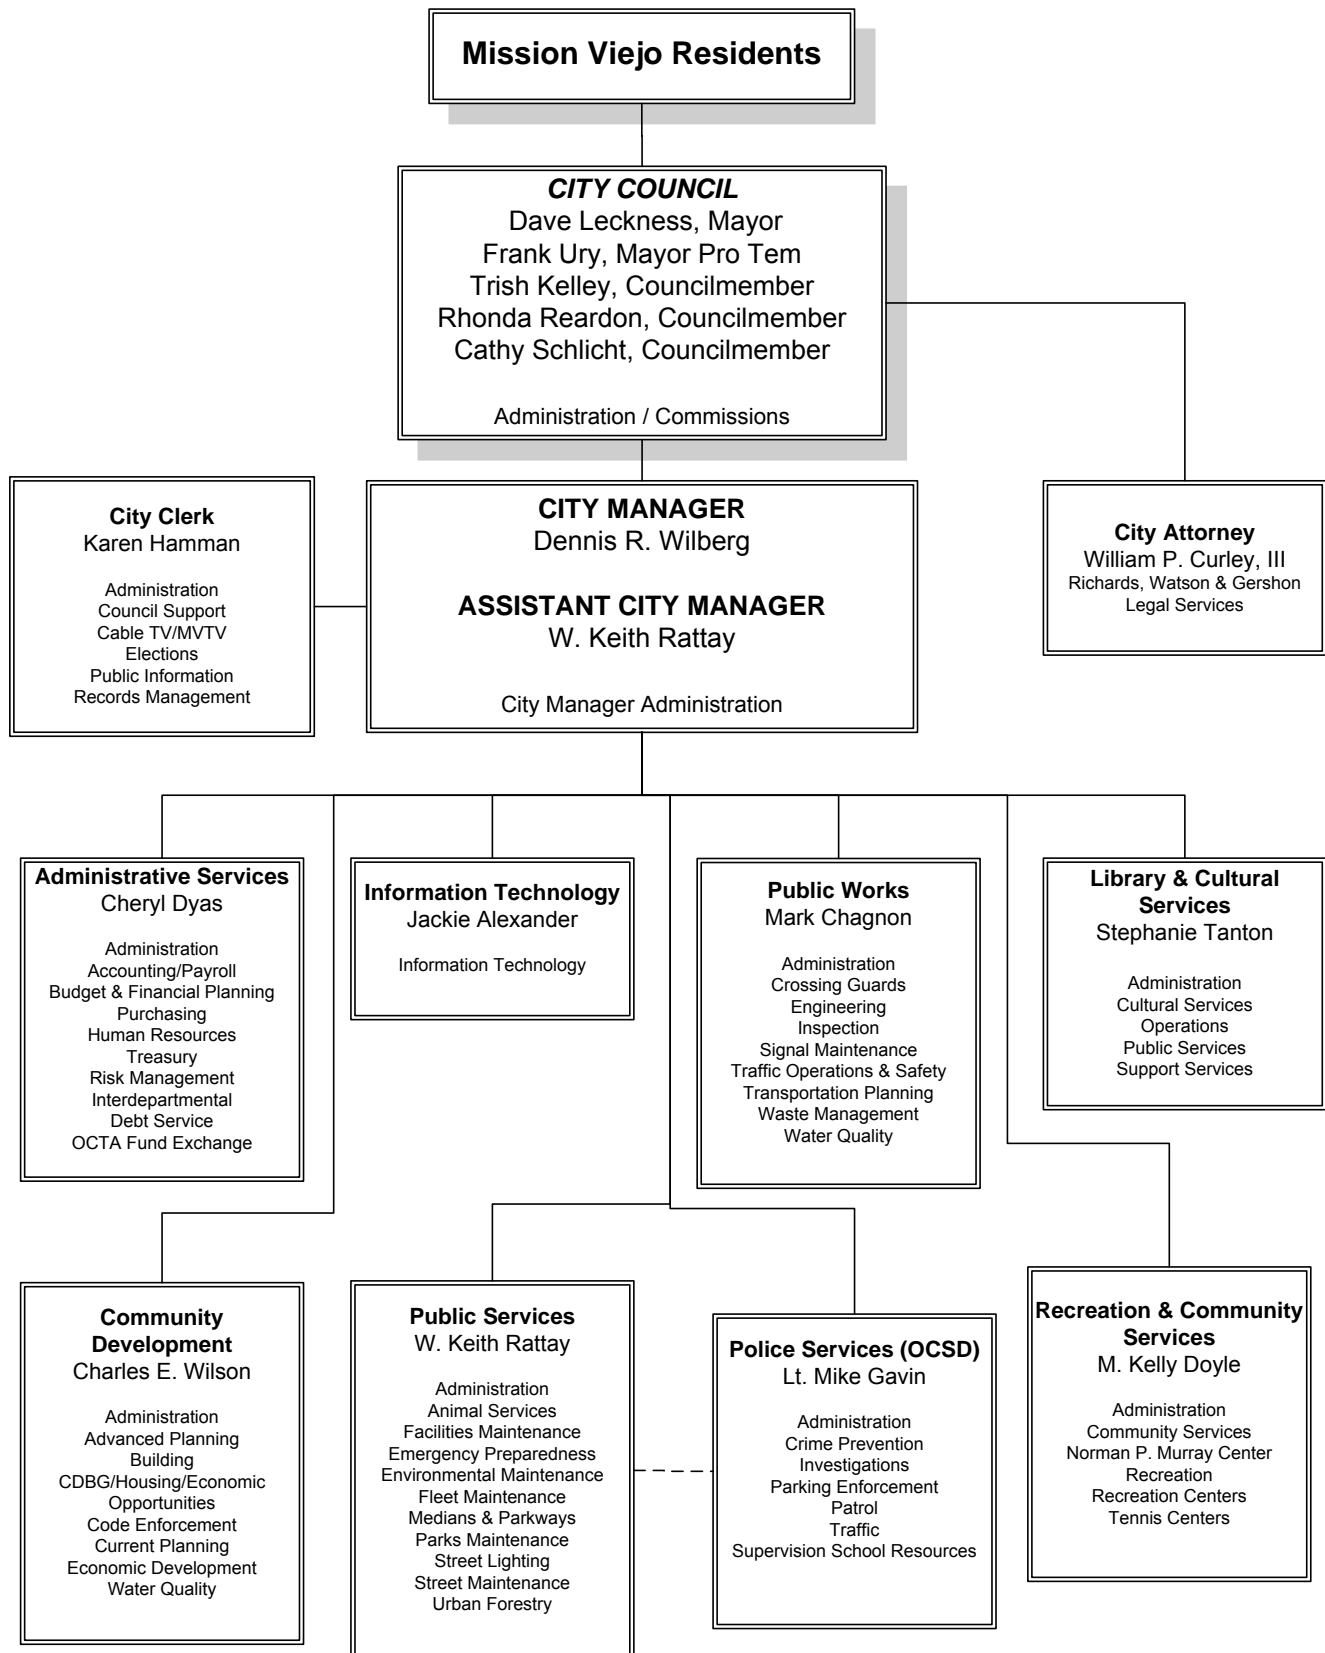 Mission Viejo Residents
CITY COUNCIL
Dave Leckness, Mayor
Frank Ury, Mayor Pro Tem
Trish Kelley, Councilmember
Rhonda Reardon, Councilmember
Cathy Schlicht, Councilmember
Administration / Commissions
City Clerk
Karen Hamman
Administration
Council Support
Cable TV/MVTV
Elections
Public Information
Records Management
CITY MANAGER
Dennis R. Wilberg
ASSISTANT CITY MANAGER
W. Keith Rattay
City Manager Administration
City Attorney
William P. Curley, III
Richards, Watson & Gershon
Legal Services
Administrative Services
Cheryl Dyas
Administration
Accounting/Payroll
Budget & Financial Planning
Purchasing
Human Resources
Treasury
Risk Management
Interdepartmental
Debt Service
OCTA Fund Exchange
Information Technology
Jackie Alexander
Information Technology
Public Works
Mark Chagnon
Administration
Crossing Guards
Engineering
Inspection
Signal Maintenance
Traffic Operations & Safety
Transportation Planning
Waste Management
Water Quality
Library & Cultural
Services
Stephanie Tanton
Administration
Cultural Services
Operations
Public Services
Support Services
Community
Development
Charles E. Wilson
Administration
Advanced Planning
Building
CDBG/Housing/Economic
Opportunities
Code Enforcement
Current Planning
Economic Development
Water Quality
Public Services
W. Keith Rattay
Administration
Animal Services
Facilities Maintenance
Emergency Preparedness
Environmental Maintenance
Fleet Maintenance
Medians & Parkways
Parks Maintenance
Street Lighting
Street Maintenance
Urban Forestry
Police Services (OCSD)
Lt. Mike Gavin
Administration
Crime Prevention
Investigations
Parking Enforcement
Patrol
Traffic
Supervision School Resources
Recreation & Community
Services
M. Kelly Doyle
Administration
Community Services
Norman P. Murray Center
Recreation
Recreation Centers
Tennis Centers